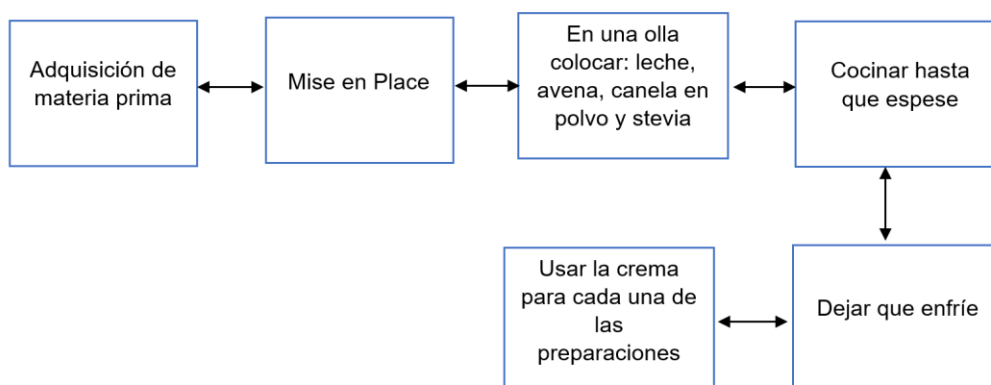 Adquisición de
materia prima
Mise en Place
En una olla
colocar: leche,
avena, canela en
polvo y stevia
Cocinar hasta
que espese
Dejar que enfríe
Usar la crema
para cada una de
las
preparaciones